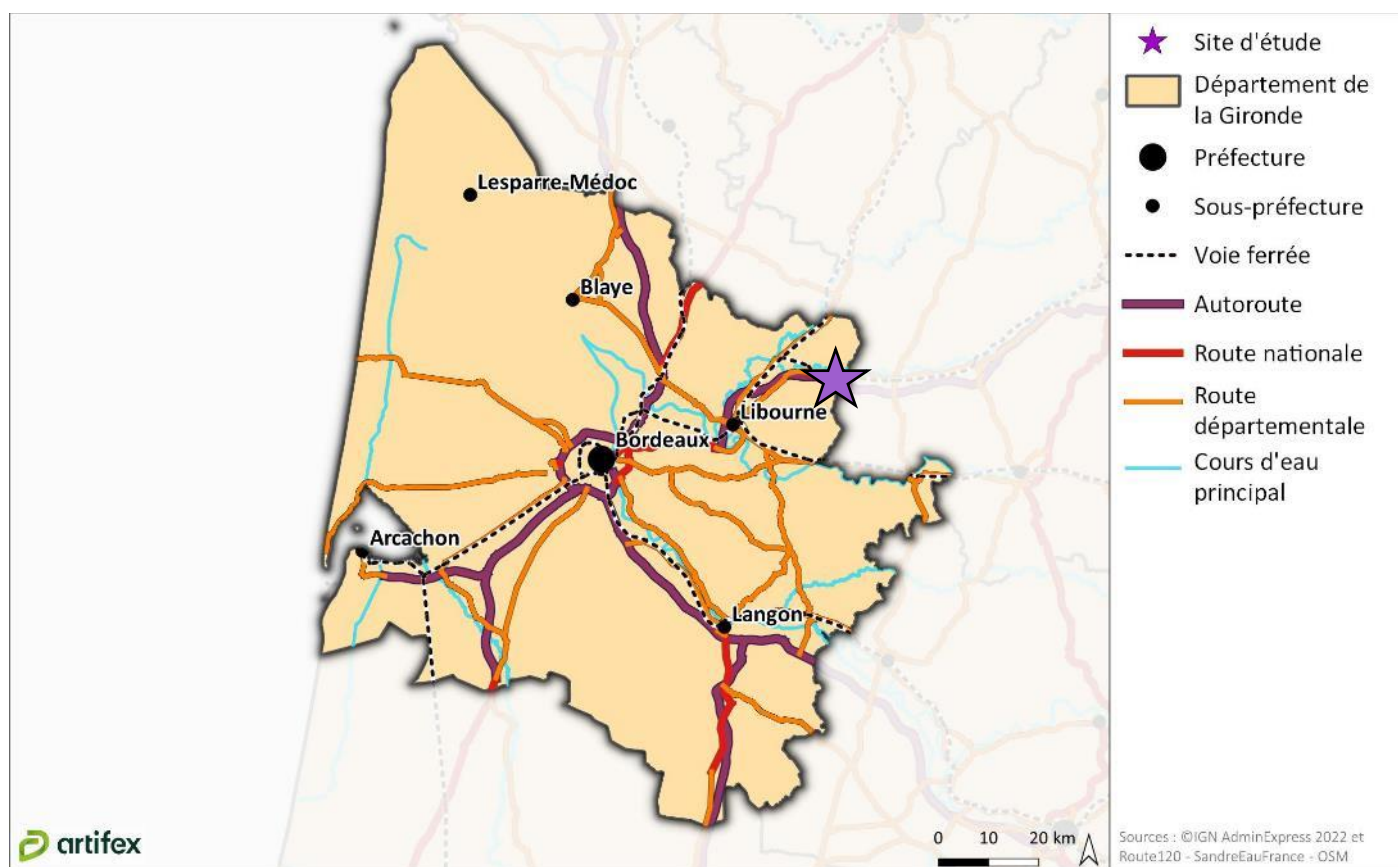 Lesparre-Médoc
Blaye
Libourne
Bordeaux
Arcachon
Langon
Site d'étude
Département de
la Gironde
Préfecture
Sous-préfecture
Voie ferrée
Autoroute
Route nationale
Route
départementale
Cours d'eau
principal
artifex
0 10 20 km
Sources : ©IGN AdminExpress 2022 et
Route120 - SandreEauFrance - OSM